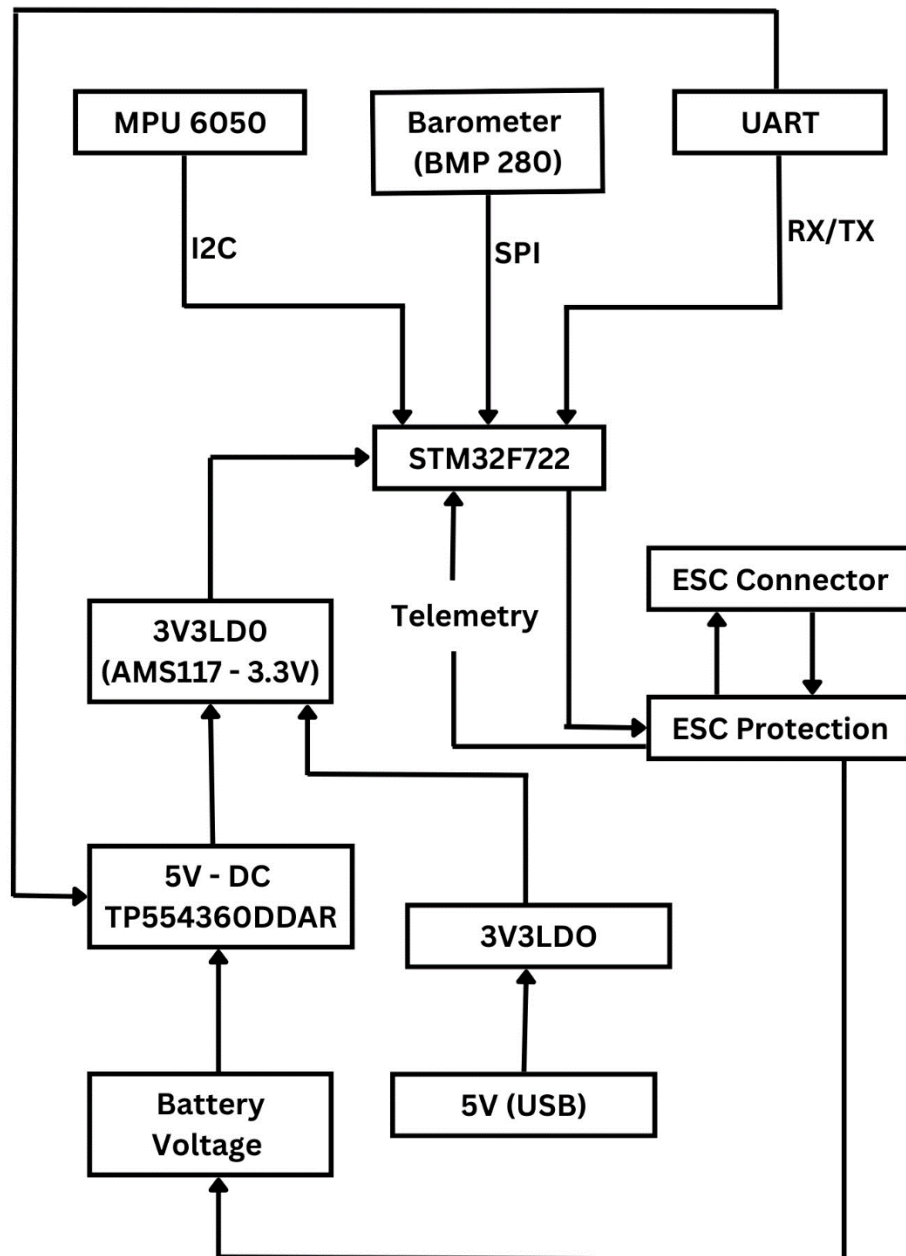 MPU 6050
Barometer
(BMP 280)
UART
I2C
SPI
RX/TX
STM32F722
Telemetry
ESC Connector
3V3LD0
(AMS117 - 3.3V)
ESC Protection
5V - DC
TP554360DDAR
3V3LDO
Battery
Voltage
5V (USB)